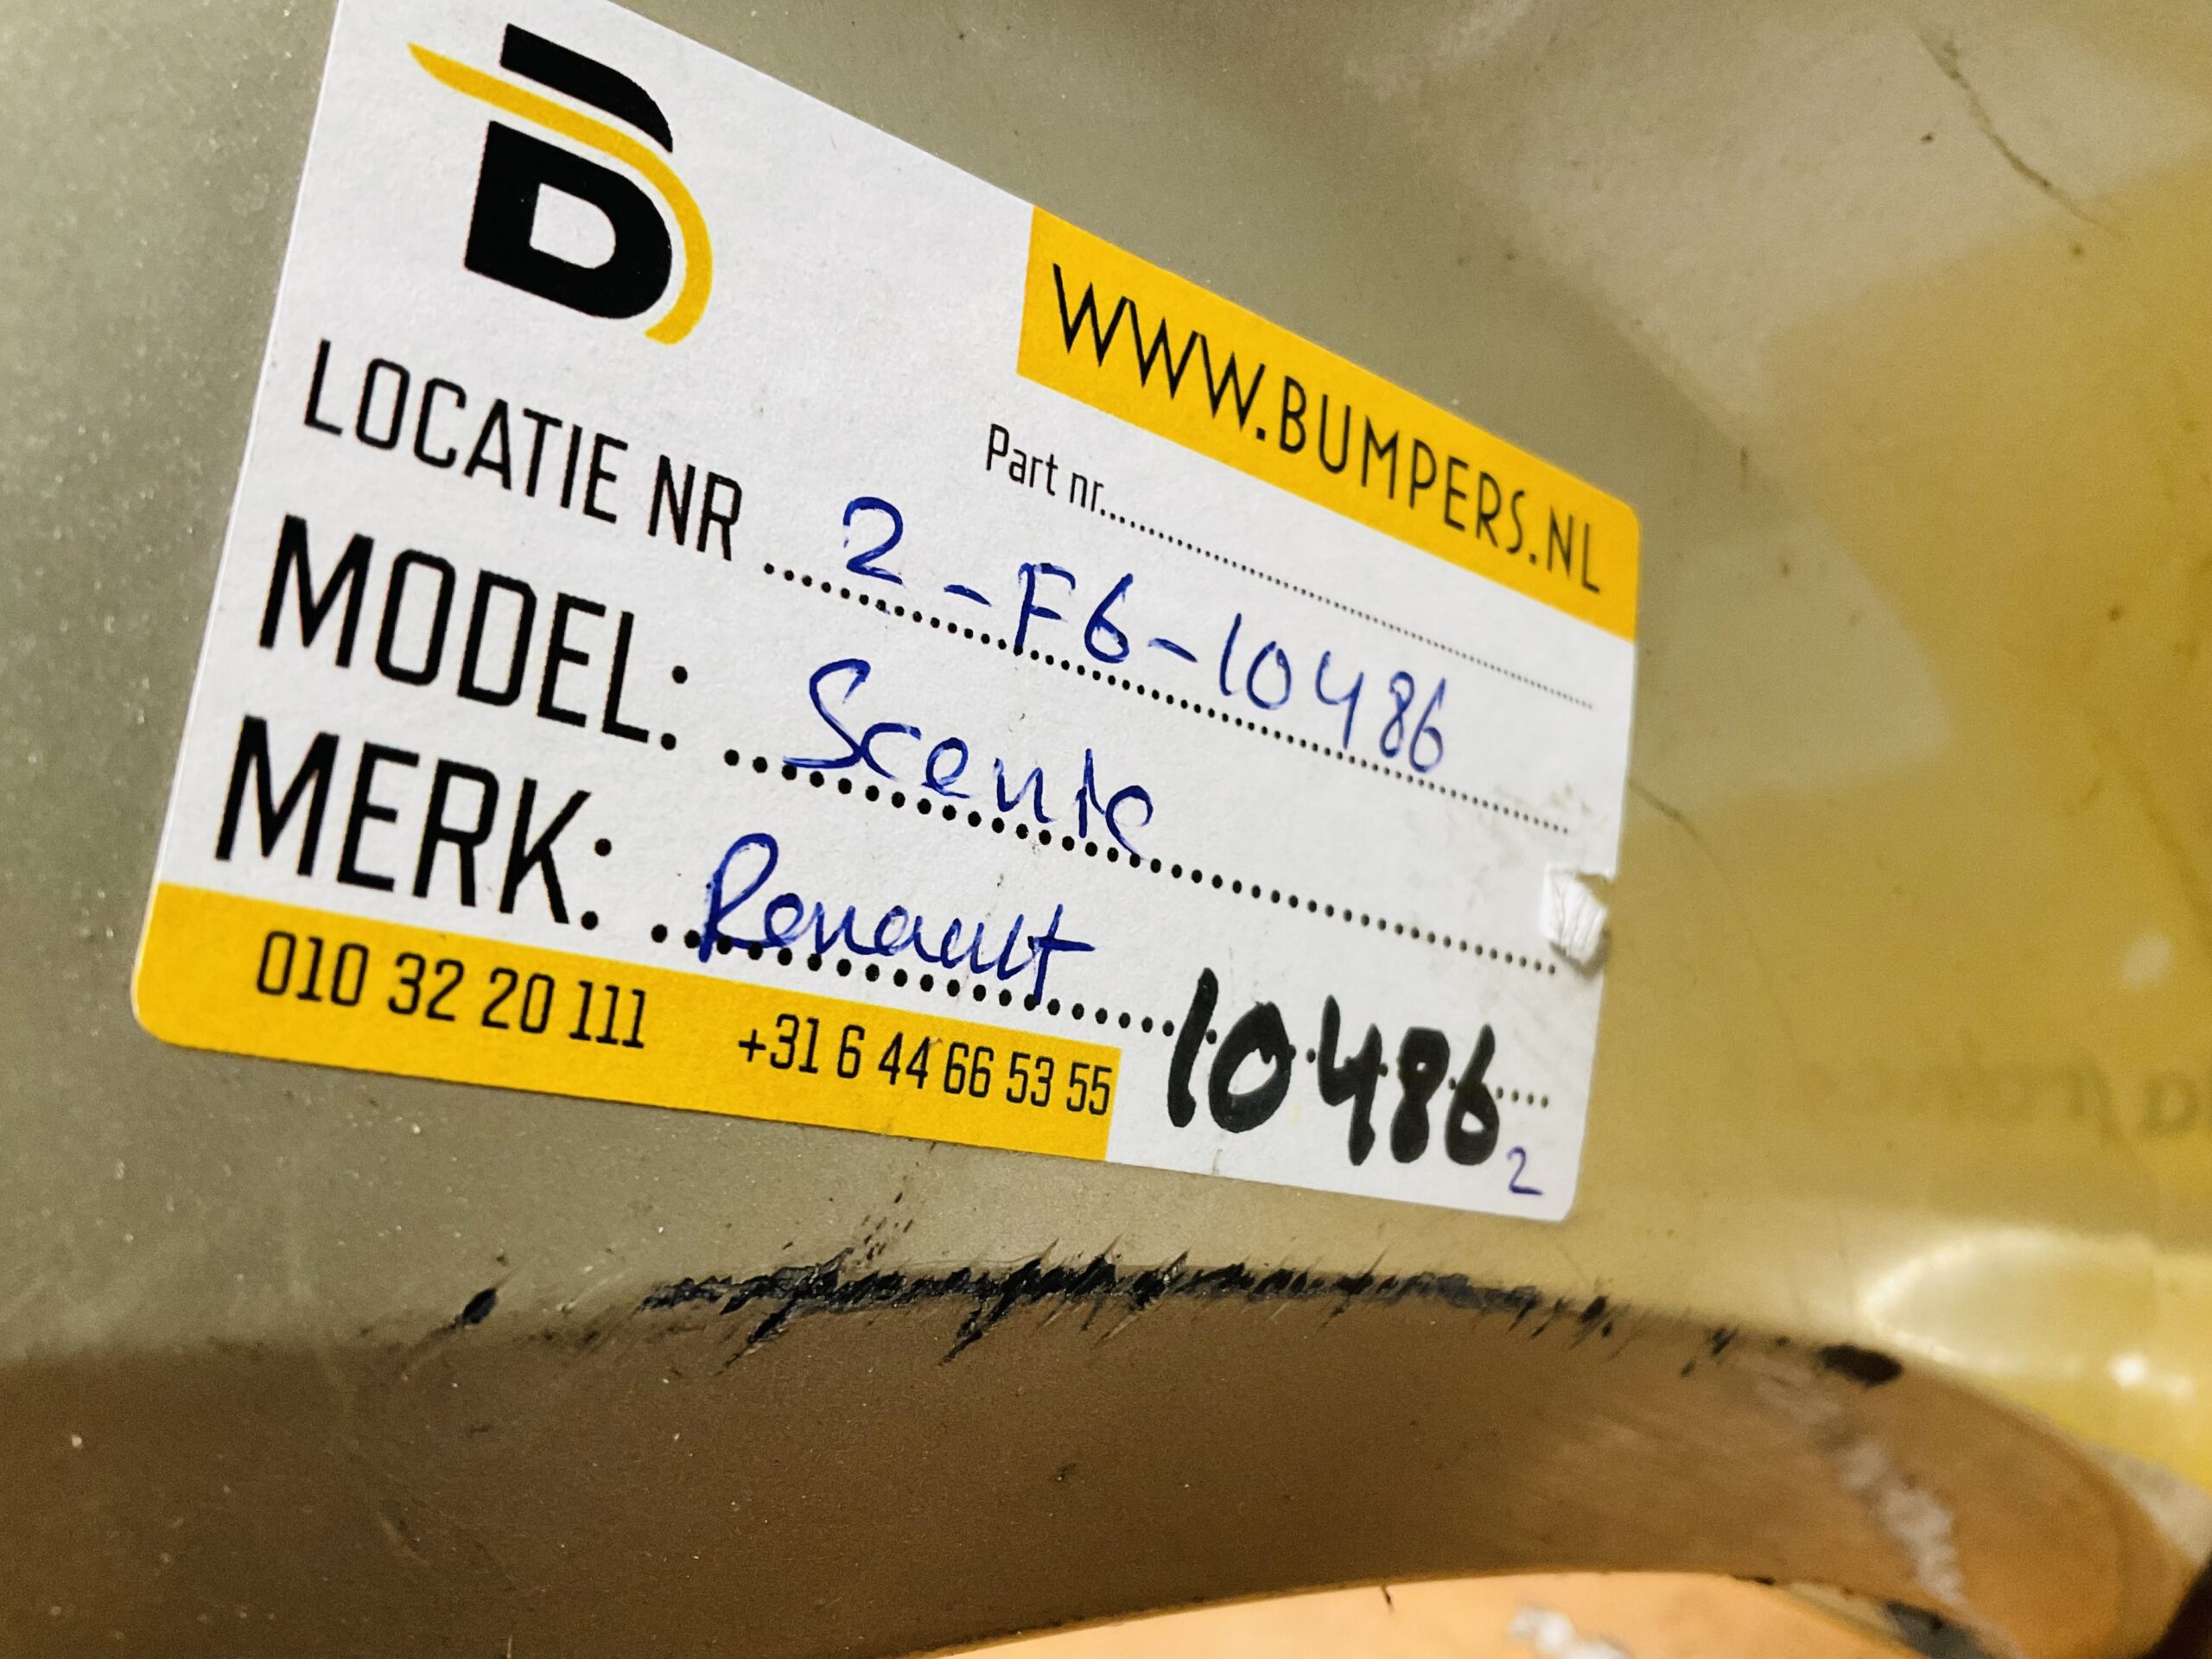 B
WWW.BUMPERS.NL
Part nr.
LOCATIE NR 2-F6-10486
MODEL: Scenic
MERK: Renault
10486
2
010 32 20 111 +31 6 44 66 53 55